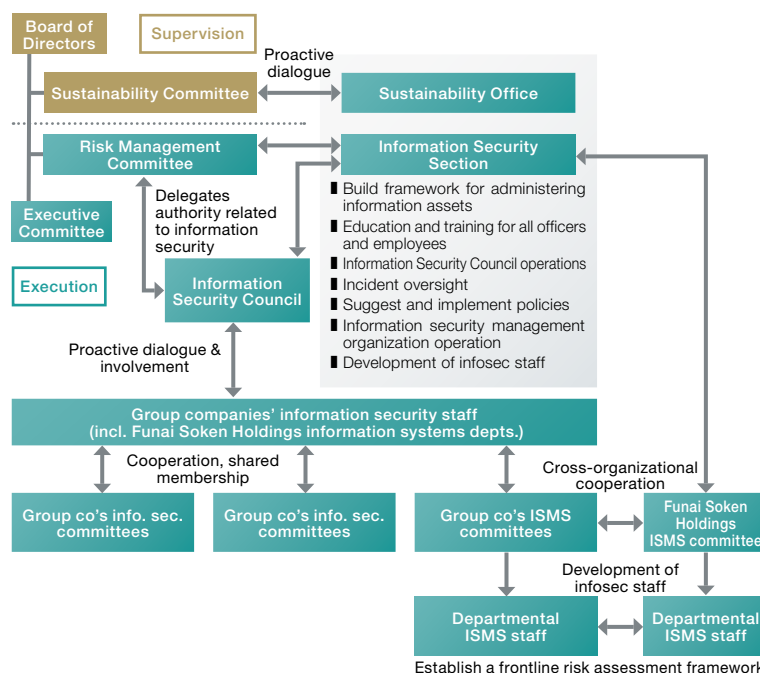 Board of
Directors
Supervision
Proactive
dialogue
Sustainability Committee
Sustainability Office
Risk Management
Committee
Information Security
Section
Delegates
authority related
to information
security
Executive
Committee
Execution
Information
Security Council
▮ Build framework for administering
information assets
▮ Education and training for all officers
and employees
▮ Information Security Council operations
▮ Incident oversight
▮ Suggest and implement policies
▮ Information security management
organization operation
▮ Development of infosec staff
Proactive dialogue &
involvement
Group companies' information security staff
(incl. Funai Soken Holdings information systems depts.)
Cooperation, shared
membership
Cross-organizational
cooperation
Group co's info. sec.
committees
Group co's info. sec.
committees
Group co's ISMS
committees
Funai Soken
Holdings
ISMS committee
Development of
infosec staff
Departmental
ISMS staff
Departmental
ISMS staff
Establish a frontline risk assessment framework